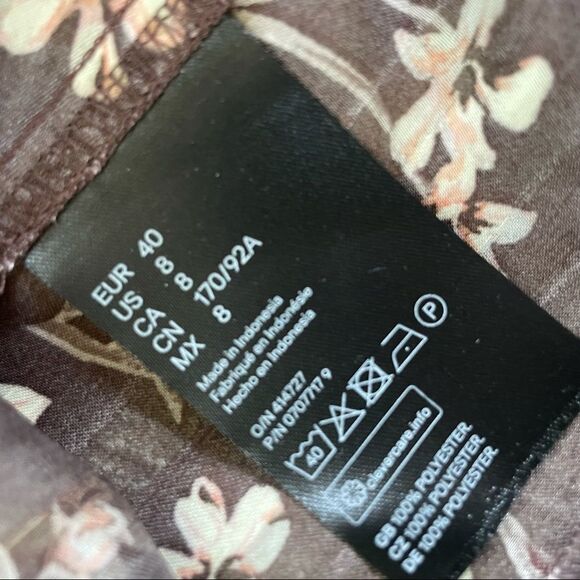 EUR 40
US 8
CA 8
CN 170/92A
MX 8
Made in Indonesia
Fabriqué en Indonésie
Hecho en Indonesia
O/N 414727
P/N 0707717 9
40
P
clevercare.info
GB 100% POLYESTER
CZ 100% POLYESTER
DE 100% POLYESTER